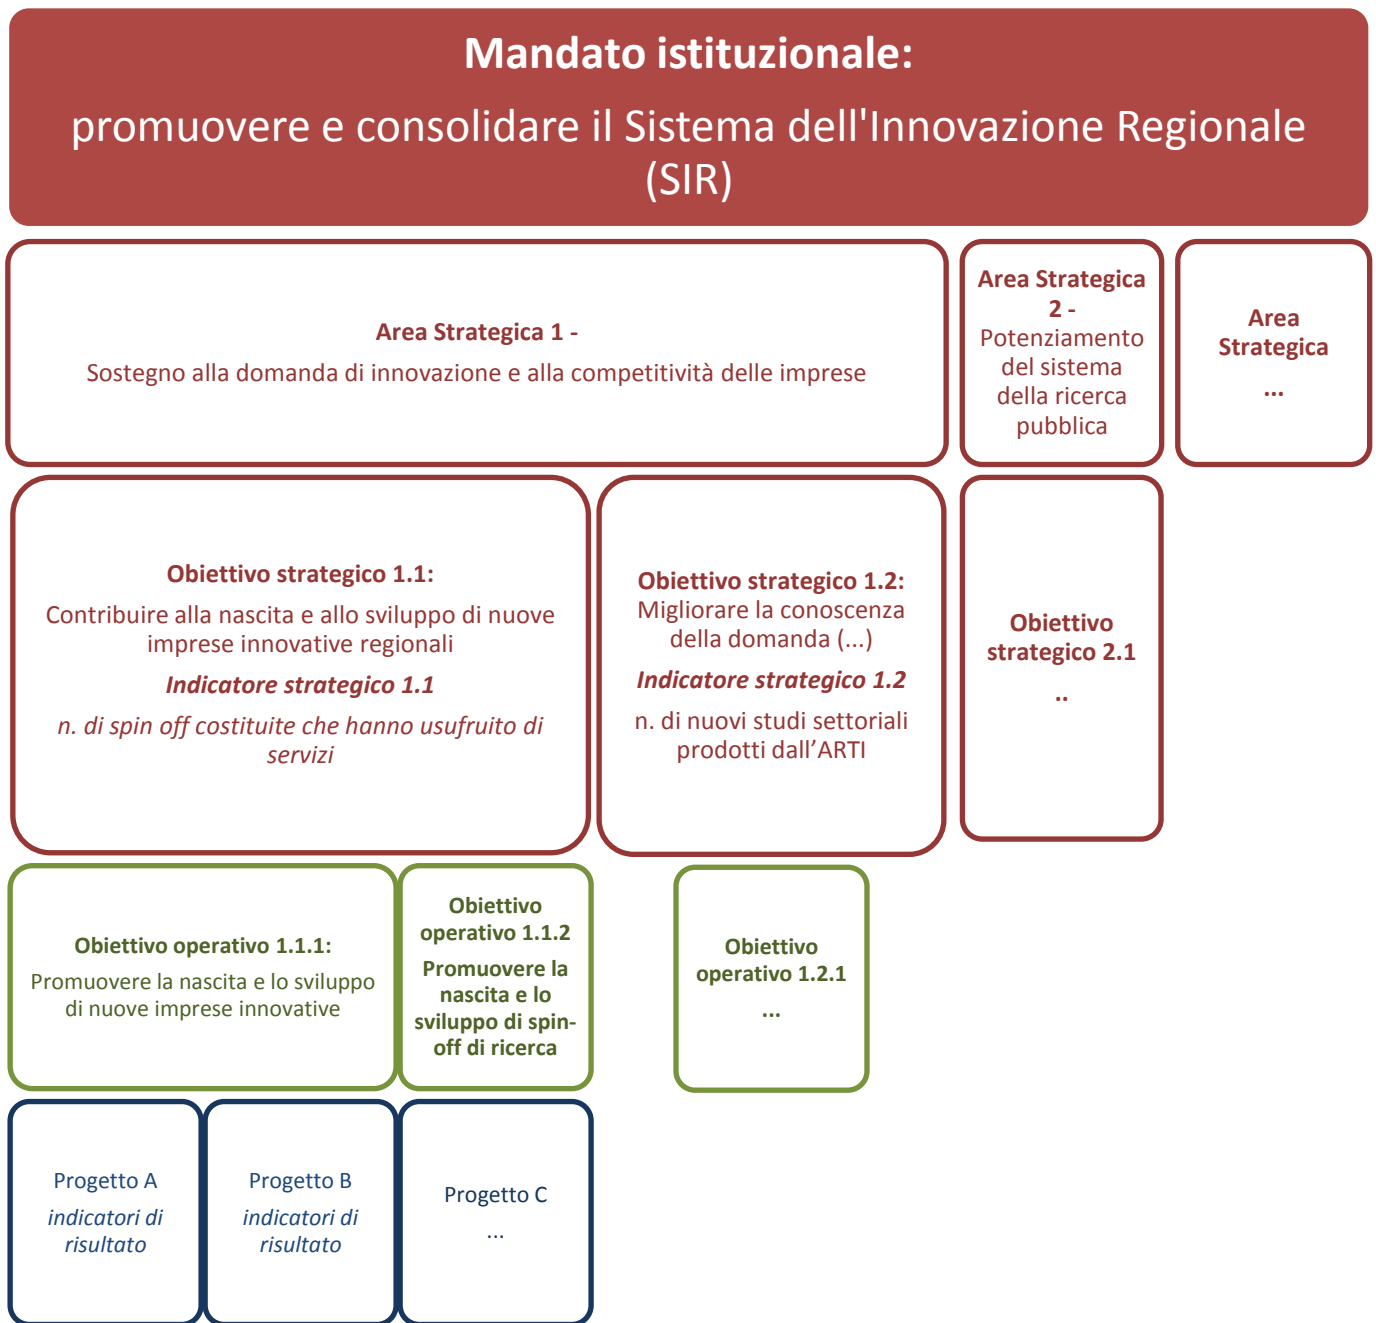 Mandato istituzionale:
promuovere e consolidare il Sistema dell'Innovazione Regionale
(SIR)
Area Strategica 1 -
Sostegno alla domanda di innovazione e alla competitività delle imprese
Area Strategica
2 -
Potenziamento
del sistema
della ricerca
pubblica
Area
Strategica
...
Obiettivo strategico 1.1:
Contribuire alla nascita e allo sviluppo di nuove
imprese innovative regionali
Indicatore strategico 1.1
n. di spin off costituite che hanno usufruito di
servizi
Obiettivo strategico 1.2:
Migliorare la conoscenza
della domanda (...)
Indicatore strategico 1.2
n. di nuovi studi settoriali
prodotti dall’ARTI
Obiettivo
strategico 2.1
..
Obiettivo operativo 1.1.1:
Promuovere la nascita e lo sviluppo
di nuove imprese innovative
Obiettivo
operativo 1.1.2
Promuovere la
nascita e lo
sviluppo di spin-
off di ricerca
Obiettivo
operativo 1.2.1
...
Progetto A
indicatori di
risultato
Progetto B
indicatori di
risultato
Progetto C
...